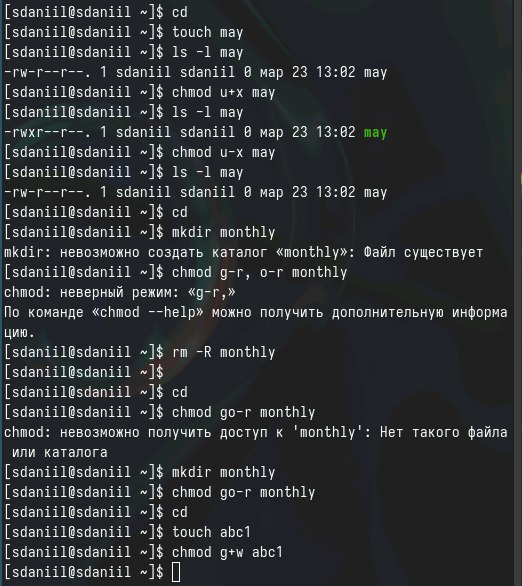 [sdaniil@sdaniil ~]$ cd
[sdaniil@sdaniil ~]$ touch may
[sdaniil@sdaniil ~]$ ls -l may
-rw-r--r--. 1 sdaniil sdaniil 0 мар 23 13:02 may
[sdaniil@sdaniil ~]$ chmod u+x may
[sdaniil@sdaniil ~]$ ls -l may
-rwxr--r--. 1 sdaniil sdaniil 0 мар 23 13:02 may
[sdaniil@sdaniil ~]$ chmod u-x may
[sdaniil@sdaniil ~]$ ls -l may
-rw-r--r--. 1 sdaniil sdaniil 0 мар 23 13:02 may
[sdaniil@sdaniil ~]$ cd
[sdaniil@sdaniil ~]$ mkdir monthly
mkdir: невозможно создать каталог «monthly»: Файл существует
[sdaniil@sdaniil ~]$ chmod g-r, o-r monthly
chmod: неверный режим: «g-r,»
По команде «chmod --help» можно получить дополнительную информа
цию.
[sdaniil@sdaniil ~]$ rm -R monthly
[sdaniil@sdaniil ~]$
[sdaniil@sdaniil ~]$ cd
[sdaniil@sdaniil ~]$ chmod go-r monthly
chmod: невозможно получить доступ к 'monthly': Нет такого файла
 или каталога
[sdaniil@sdaniil ~]$ mkdir monthly
[sdaniil@sdaniil ~]$ chmod go-r monthly
[sdaniil@sdaniil ~]$ cd
[sdaniil@sdaniil ~]$ touch abc1
[sdaniil@sdaniil ~]$ chmod g+w abc1
[sdaniil@sdaniil ~]$